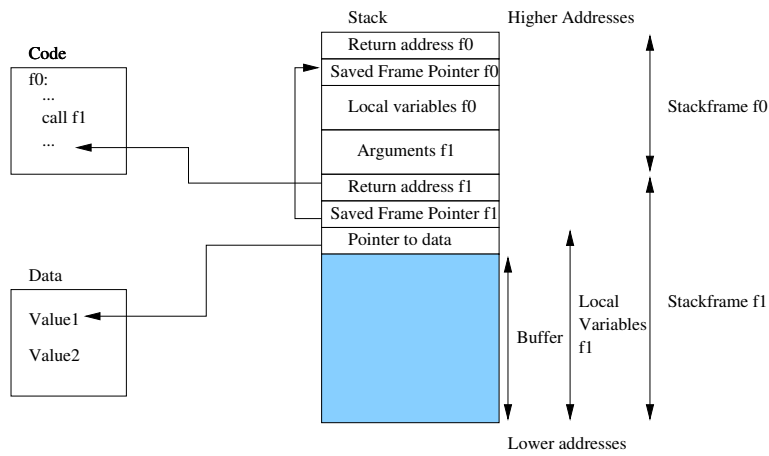 Stack
Higher Addresses
Code
f0:
...
call f1
...
Return address f0
Saved Frame Pointer f0
Local variables f0
Arguments f1
Return address f1
Saved Frame Pointer f1
Pointer to data
Stackframe f0
Data
Value1
Value2
Buffer
Local
Variables
f1
Stackframe f1
Lower addresses